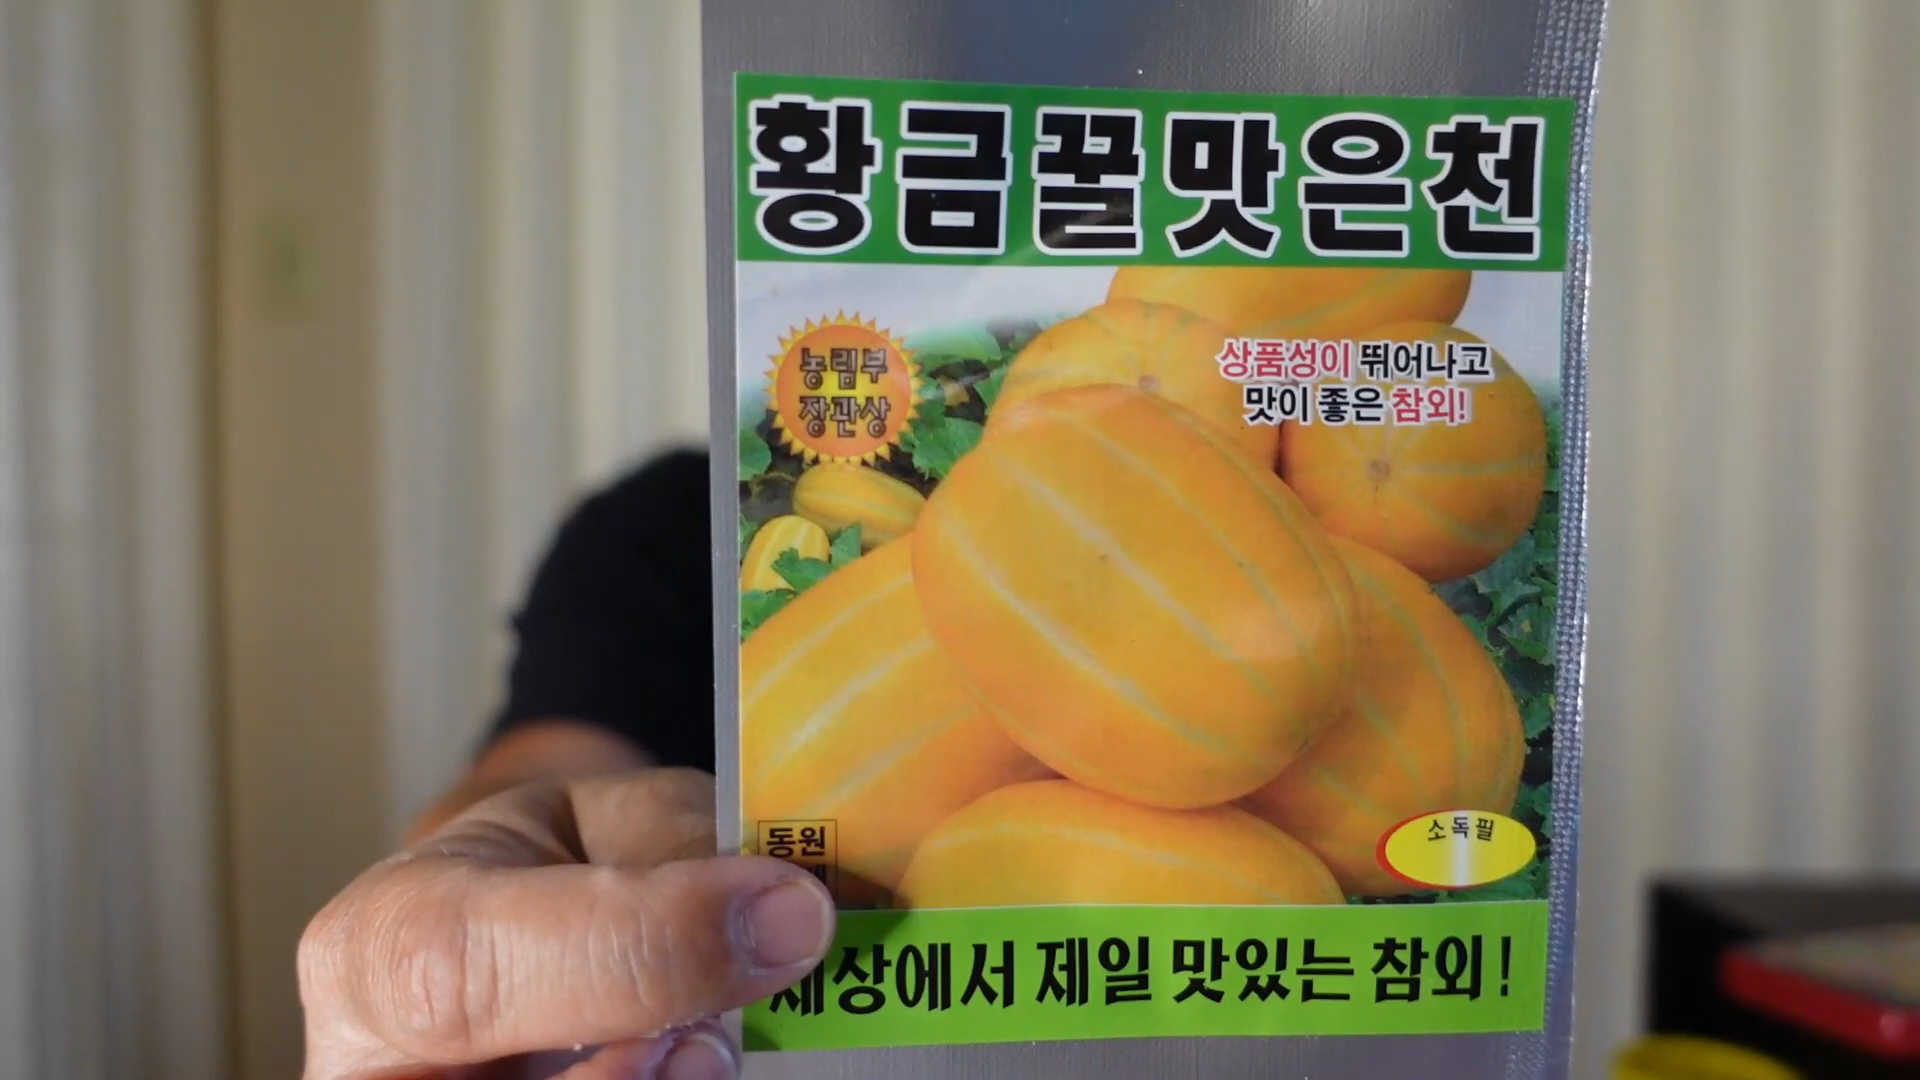 황금꿀맛은천
농림부
장관상
상품성이 뛰어나고
맛이 좋은 참외!
소독필
동원
세상에서 제일 맛있는 참외!